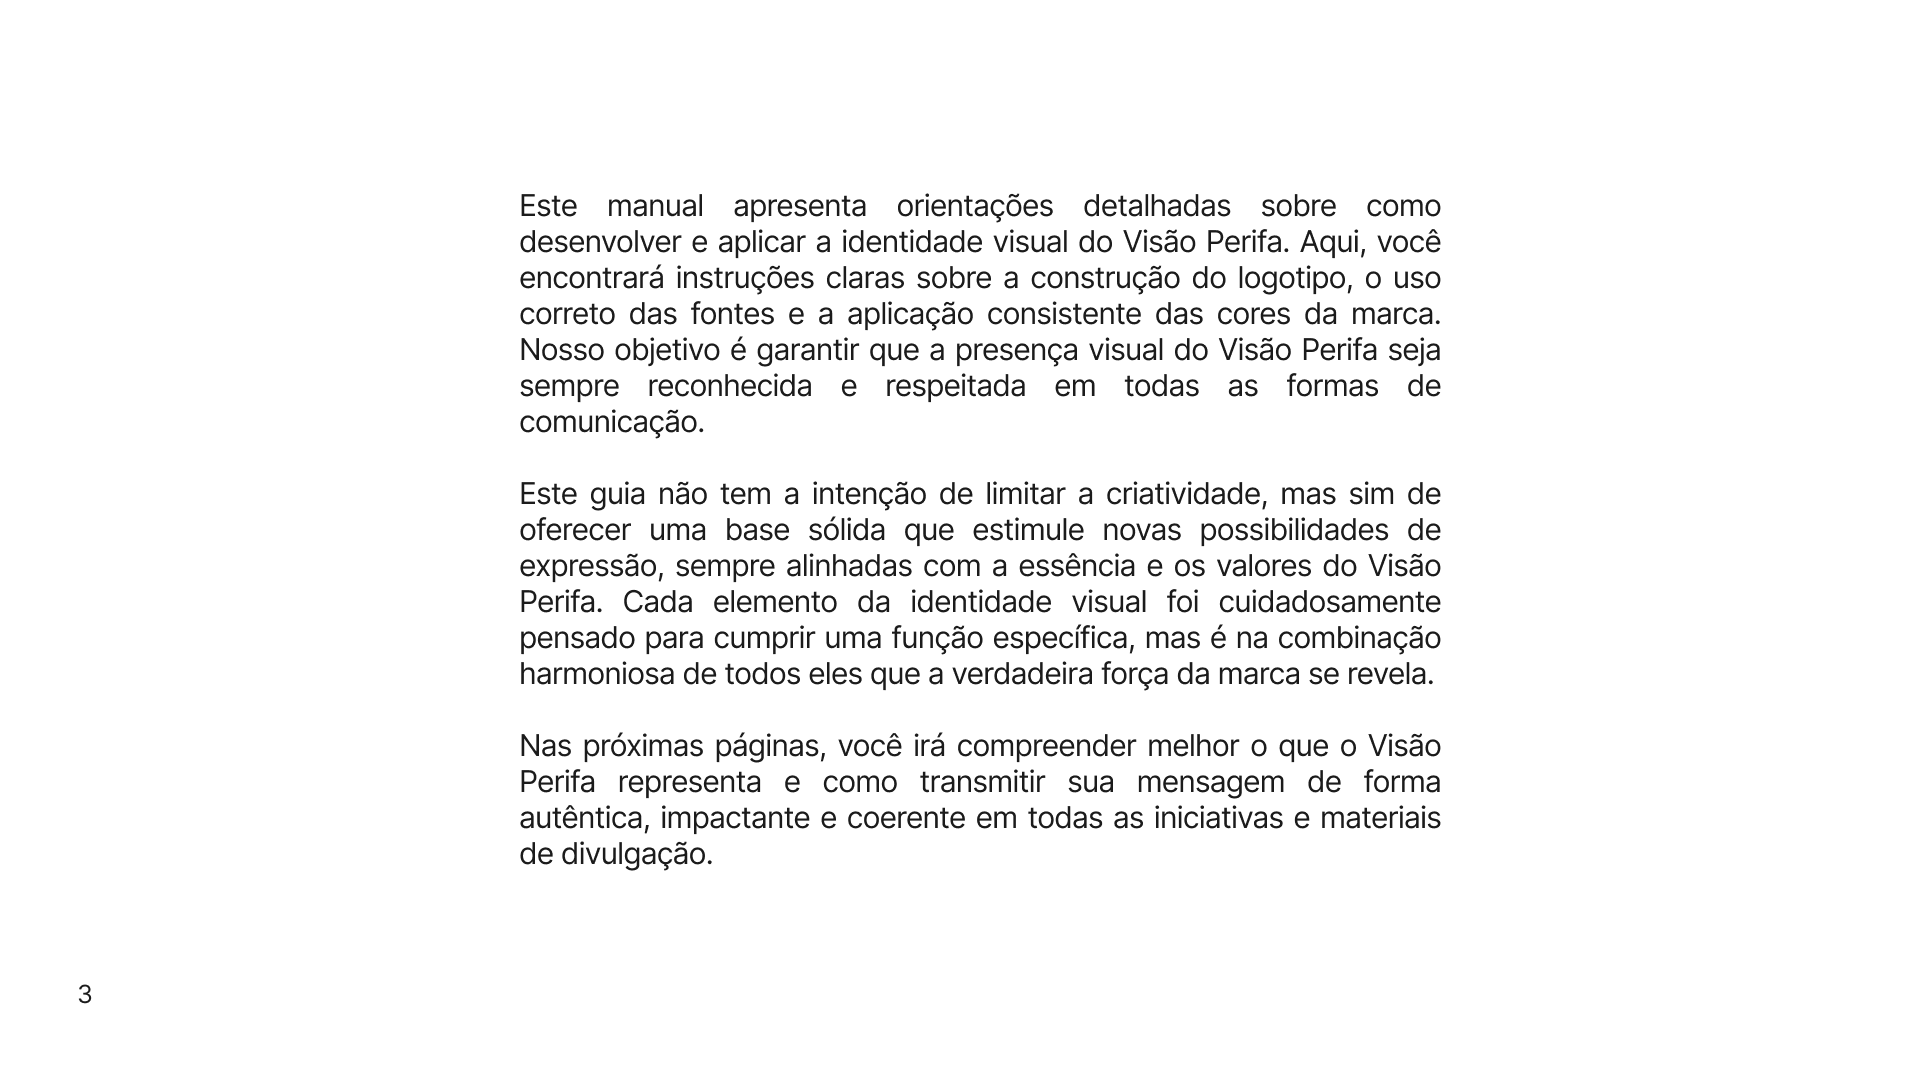 Este manual apresenta orientações detalhadas sobre como
desenvolver e aplicar a identidade visual do Visão Perifa. Aqui, você
encontrará instruções claras sobre a construção do logotipo, o uso
correto das fontes e a aplicação consistente das cores da marca.
Nosso objetivo é garantir que a presença visual do Visão Perifa seja
sempre reconhecida e respeitada em todas as formas de
comunicação.
Este guia não tem a intenção de limitar a criatividade, mas sim de
oferecer uma base sólida que estimule novas possibilidades de
expressão, sempre alinhadas com a essência e os valores do Visão
Perifa. Cada elemento da identidade visual foi cuidadosamente
pensado para cumprir uma função específica, mas é na combinação
harmoniosa de todos eles que a verdadeira força da marca se revela.
Nas próximas páginas, você irá compreender melhor o que o Visão
Perifa representa e como transmitir sua mensagem de forma
autêntica, impactante e coerente em todas as iniciativas e materiais
de divulgação.
3